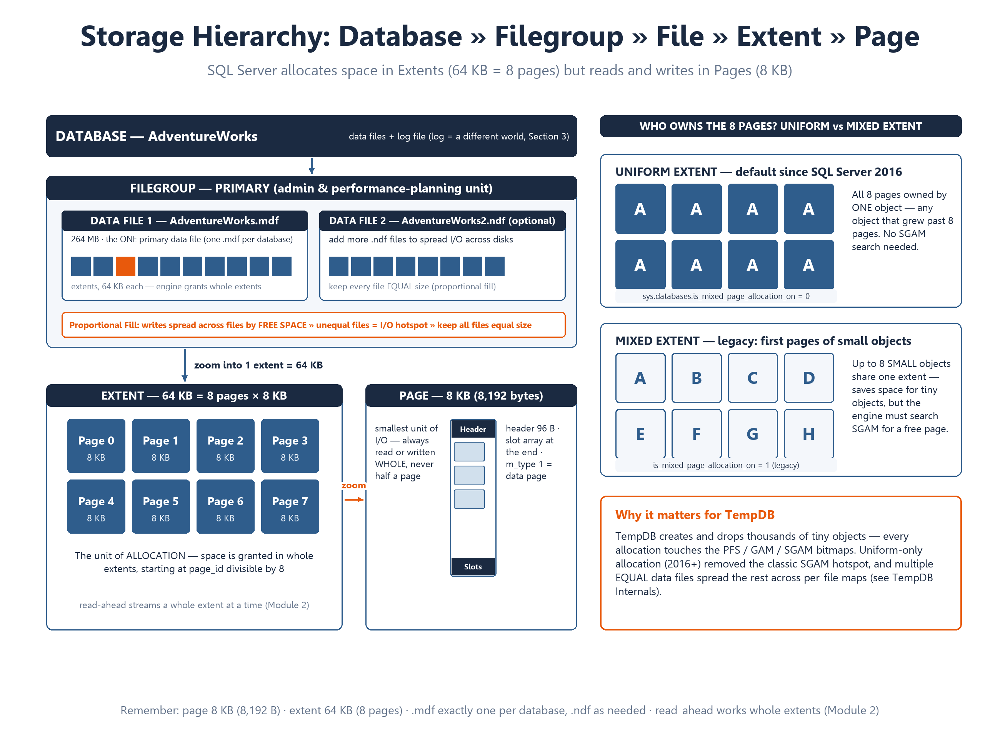 Storage Hierarchy: Database » Filegroup » File » Extent » Page
SQL Server allocates space in Extents (64 KB = 8 pages) but reads and writes in Pages (8 KB)
DATABASE — AdventureWorks
data files + log file (log = a different world, Section 3)
FILEGROUP — PRIMARY (admin & performance-planning unit)
DATA FILE 1 — AdventureWorks.mdf
264 MB · the ONE primary data file (one .mdf per database)
extents, 64 KB each — engine grants whole extents
DATA FILE 2 — AdventureWorks2.ndf (optional)
add more .ndf files to spread I/O across disks
keep every file EQUAL size (proportional fill)
Proportional Fill: writes spread across files by FREE SPACE » unequal files = I/O hotspot » keep all files equal size
zoom into 1 extent = 64 KB
EXTENT — 64 KB = 8 pages × 8 KB
Page 0
8 KB
Page 1
8 KB
Page 2
8 KB
Page 3
8 KB
Page 4
8 KB
Page 5
8 KB
Page 6
8 KB
Page 7
8 KB
The unit of ALLOCATION — space is granted in whole
extents, starting at page_id divisible by 8
read-ahead streams a whole extent at a time (Module 2)
zoom
PAGE — 8 KB (8,192 bytes)
smallest unit of
I/O — always
read or written
WHOLE, never
half a page
Header
Slots
header 96 B ·
slot array at
the end ·
m_type 1 =
data page
WHO OWNS THE 8 PAGES? UNIFORM vs MIXED EXTENT
UNIFORM EXTENT — default since SQL Server 2016
A A A A
A A A A
All 8 pages owned by
ONE object — any
object that grew past 8
pages. No SGAM
search needed.
sys.databases.is_mixed_page_allocation_on = 0
MIXED EXTENT — legacy: first pages of small objects
A B C D
E F G H
Up to 8 SMALL objects
share one extent —
saves space for tiny
objects, but the
engine must search
SGAM for a free page.
is_mixed_page_allocation_on = 1 (legacy)
Why it matters for TempDB
TempDB creates and drops thousands of tiny objects — every
allocation touches the PFS / GAM / SGAM bitmaps. Uniform-only
allocation (2016+) removed the classic SGAM hotspot, and multiple
EQUAL data files spread the rest across per-file maps (see TempDB
Internals).
Remember: page 8 KB (8,192 B) · extent 64 KB (8 pages) · .mdf exactly one per database, .ndf as needed · read-ahead works whole extents (Module 2)